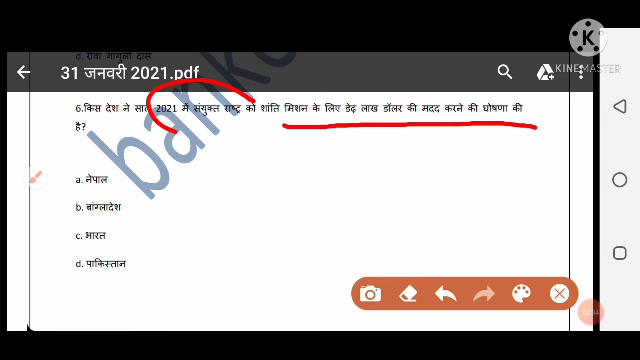 KINEMASTER
d. रीवा गांगुली दास
31 जनवरी 2021.pdf
6.किस देश ने साल 2021 में संयुक्त राष्ट्र को शांति मिशन के लिए डेढ़ लाख डॉलर की मदद करने की घोषणा की
है?
a. नेपाल
b. बांग्लादेश
c. भारत
d. पाकिस्तान